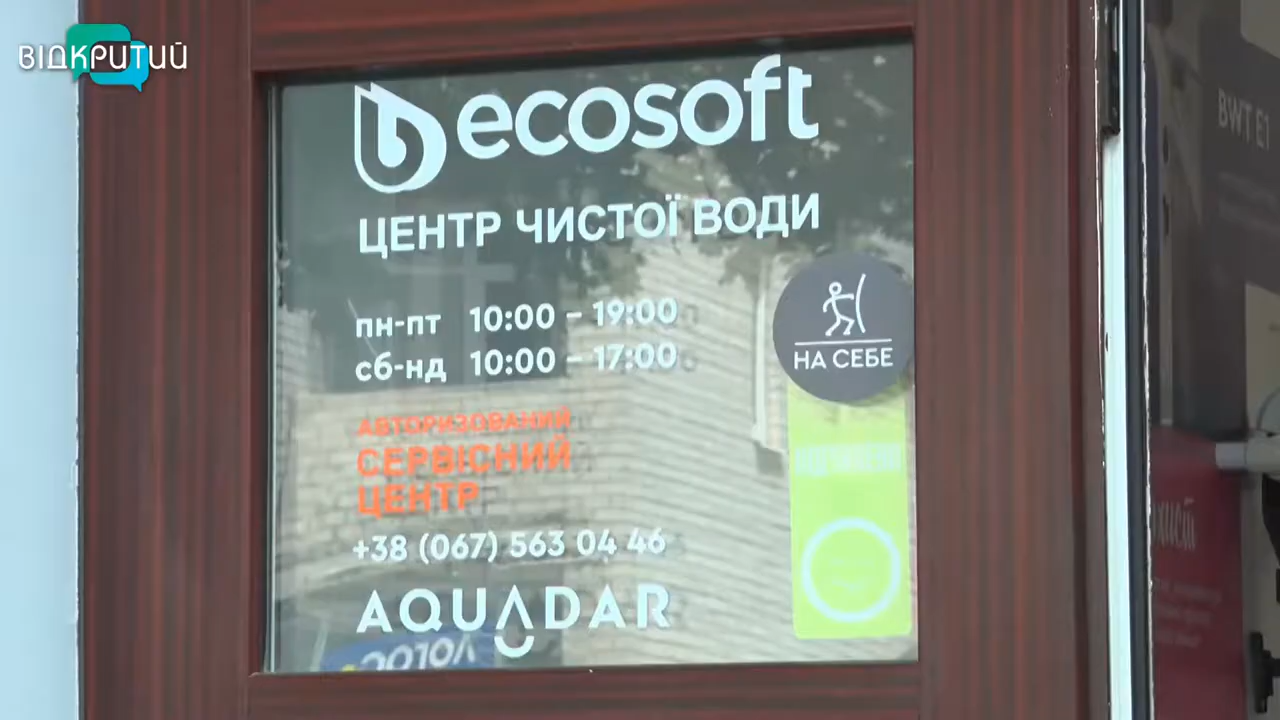 ВІДКРИТИЙ
ecosoft
ЦЕНТР ЧИСТОЇ ВОДИ
пн-пт 10:00 – 19:00
сб-нд 10:00 – 17:00
НА СЕБЕ
АВТОРИЗОВАНИЙ
СЕРВІСНИЙ
ЦЕНТР
+38 (067) 563 04 46
AQUADAR
BWT E1